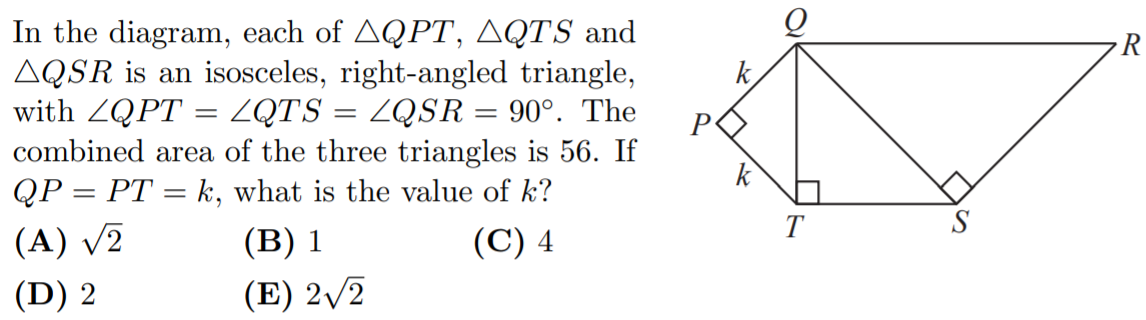 In the diagram, each of △QPT, △QTS and
△QSR is an isosceles, right-angled triangle,
with ∠QPT = ∠QTS = ∠QSR = 90°. The
combined area of the three triangles is 56. If
QP = PT = k, what is the value of k?
(A) √2 (B) 1 (C) 4
(D) 2 (E) 2√2
Q
R
k
P
k
T
S